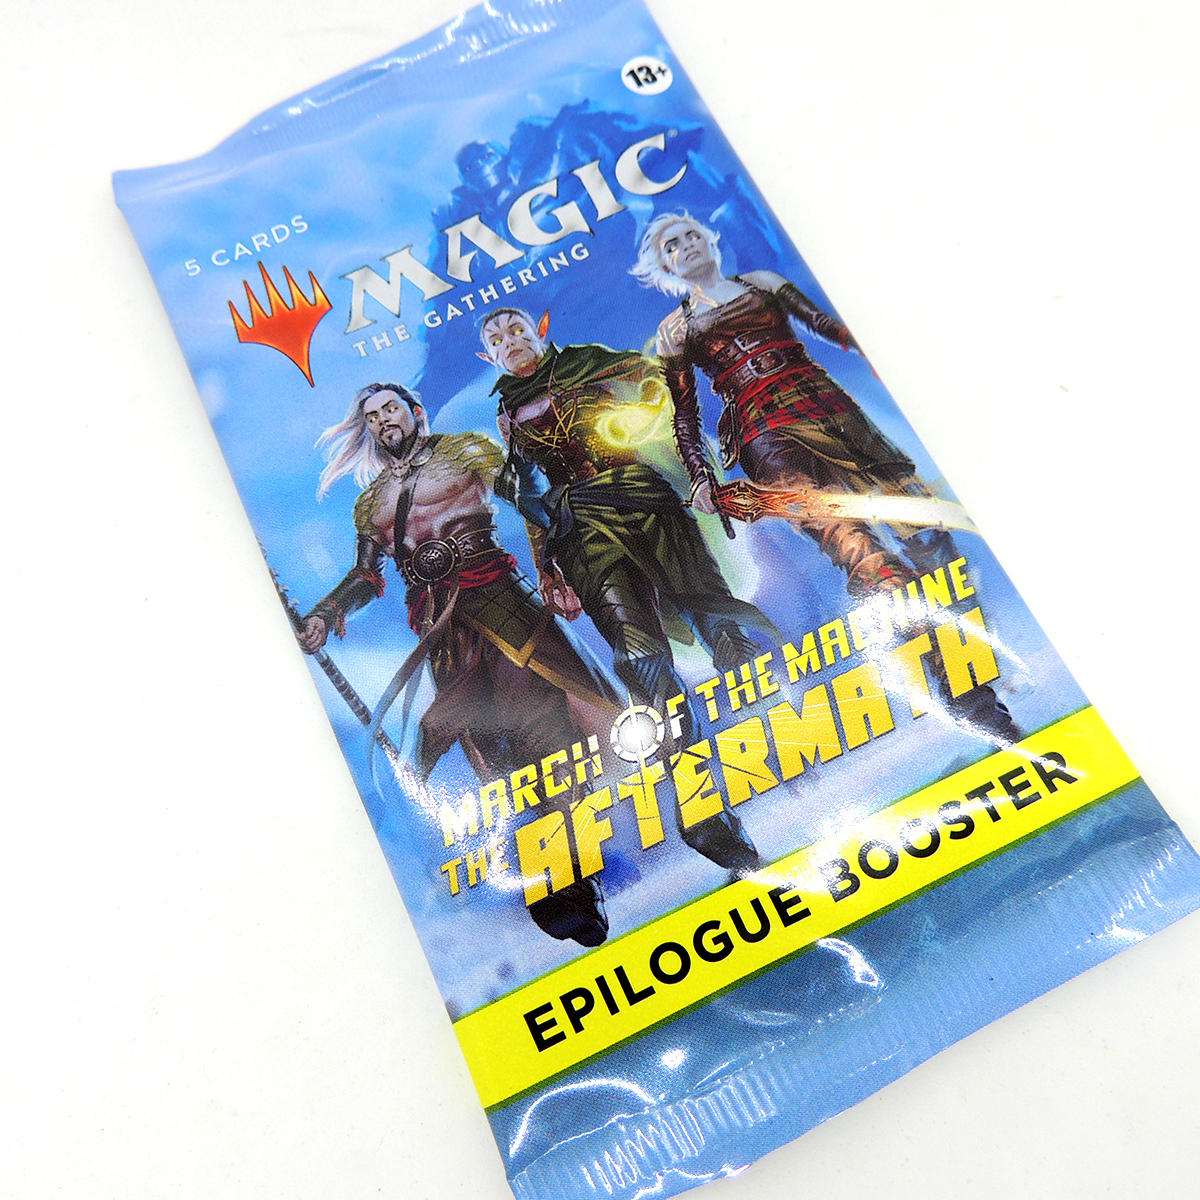 13+
5 CARDS
MAGIC
THE GATHERING
MARCH OF THE MACHINE
THE AFTERMATH
EPILOGUE BOOSTER